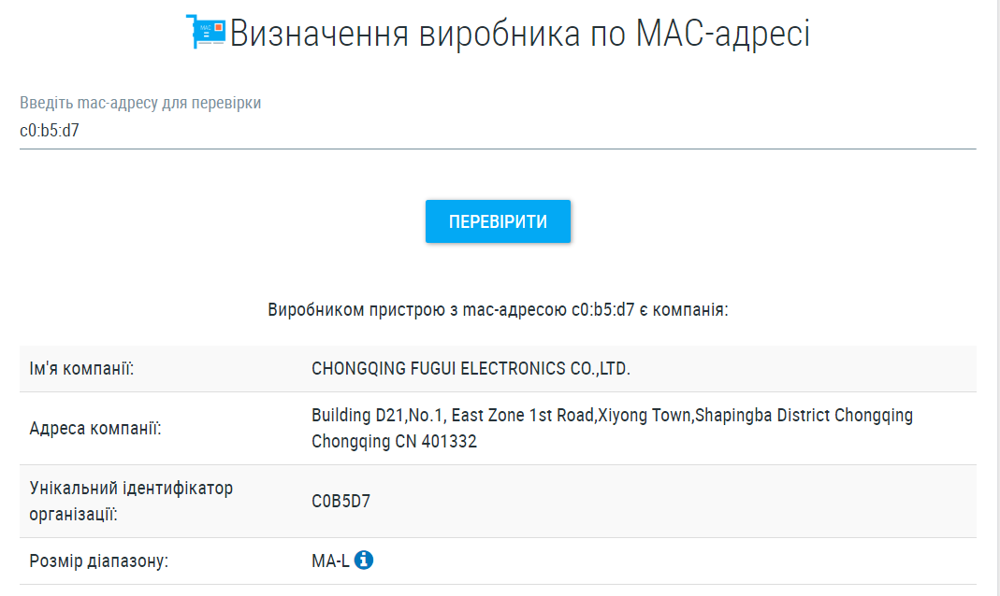 MAC
Визначення виробника по MAC-адресі
Введіть mac-адресу для перевірки
c0:b5:d7
ПЕРЕВІРИТИ
Виробником пристрою з mac-адресою c0:b5:d7 є компанія:
Ім'я компанії: CHONGQING FUGUI ELECTRONICS CO.,LTD.
Адреса компанії: Building D21,No.1, East Zone 1st Road,Xiyong Town,Shapingba District Chongqing
Chongqing CN 401332
Унікальний ідентифікатор
організації: C0B5D7
Розмір діапазону: MA-L